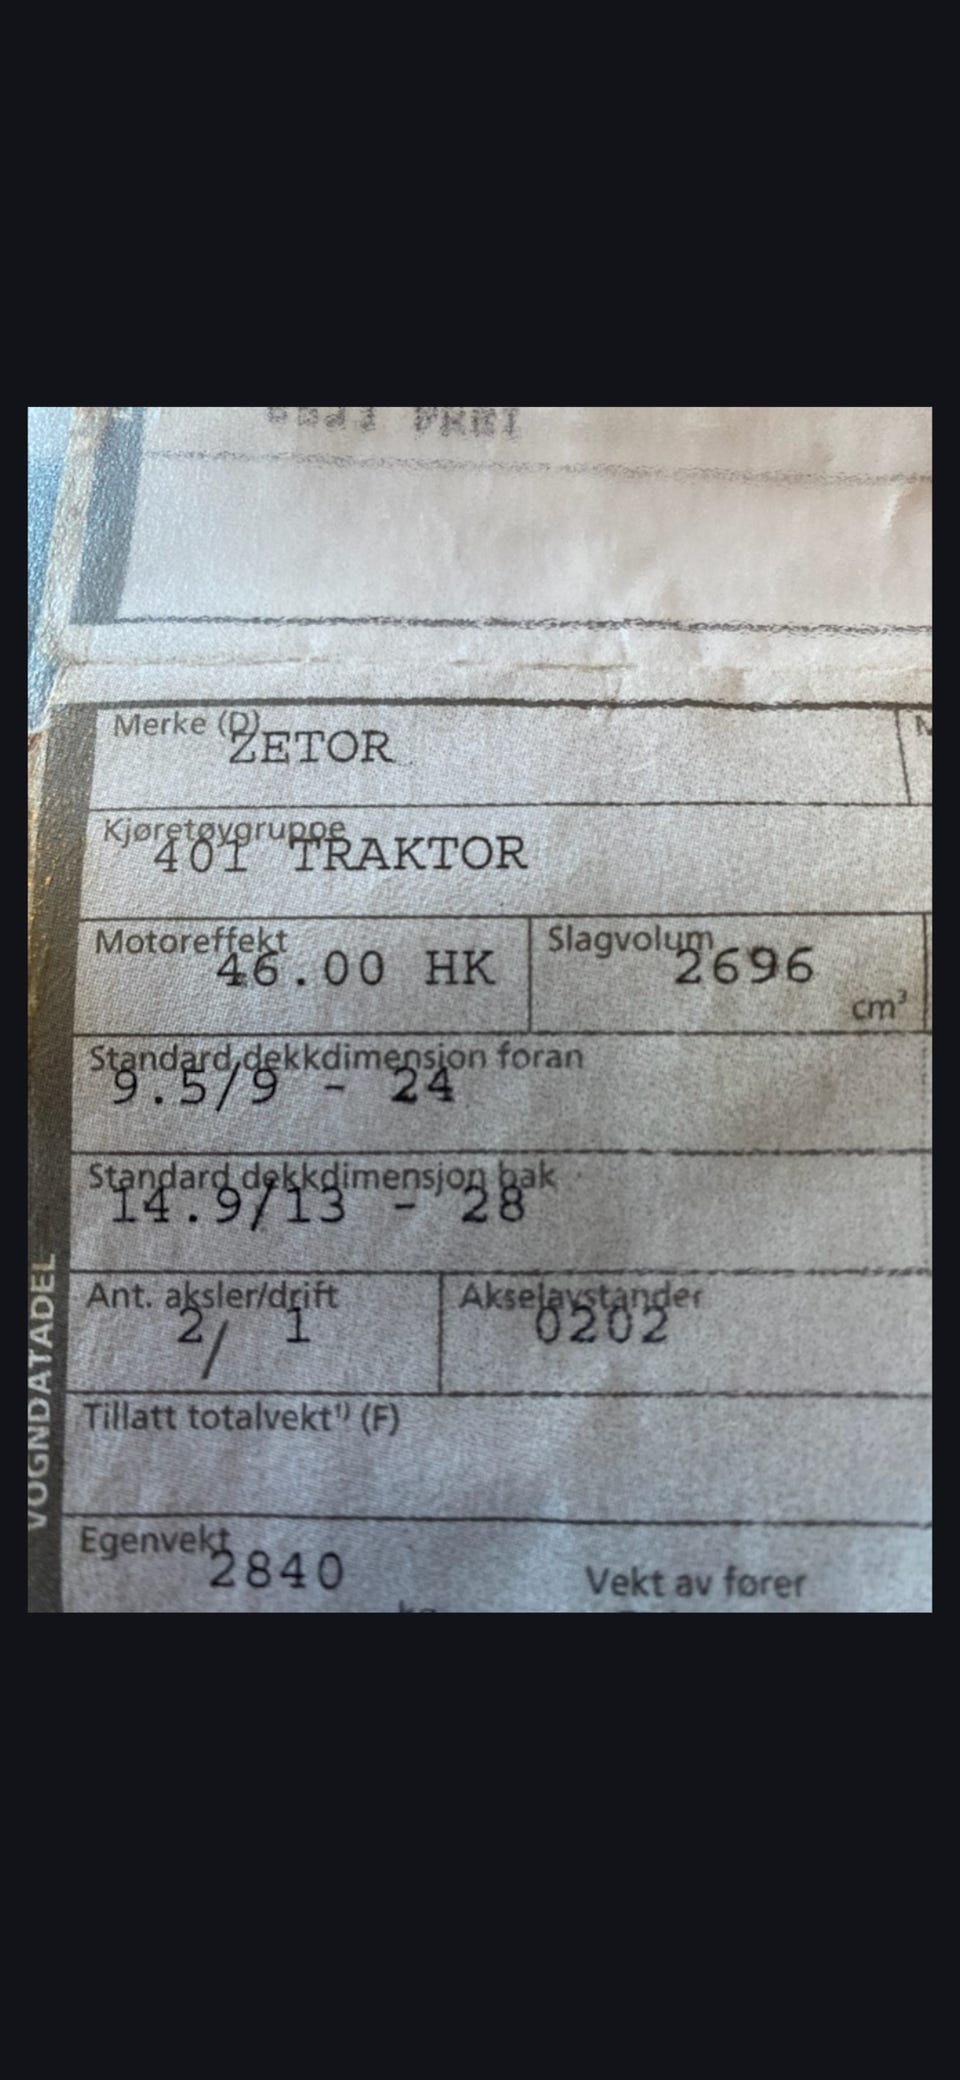 Merke (D)
ZETOR
Kjøretøygruppe
401 TRAKTOR
Motoreffekt
46.00 HK
Slagvolum
2696
cm³
Standard dekkdimensjon foran
9.5/9 - 24
Standard dekkdimensjon bak
14.9/13 - 28
Ant. aksler/drift
2/ 1
Akselavstander
0202
Tillatt totalvekt¹⁾ (F)
Egenvekt
2840
Vekt av fører
VOGNDATADEL